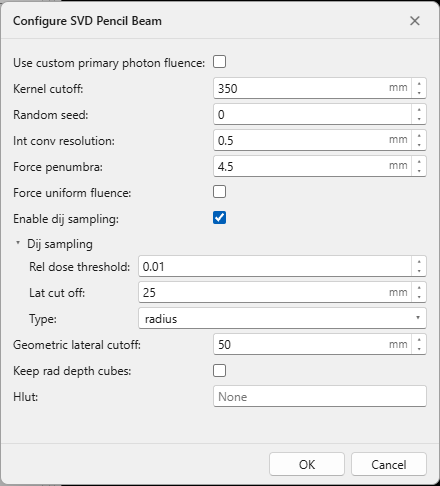 Configure SVD Pencil Beam
Use custom primary photon fluence:
Kernel cutoff: 350 mm
Random seed: 0
Int conv resolution: 0.5 mm
Force penumbra: 4.5 mm
Force uniform fluence:
Enable dij sampling:
Dij sampling
Rel dose threshold: 0.01
Lat cut off: 25 mm
Type: radius
Geometric lateral cutoff: 50 mm
Keep rad depth cubes:
Hlut: None
OK Cancel